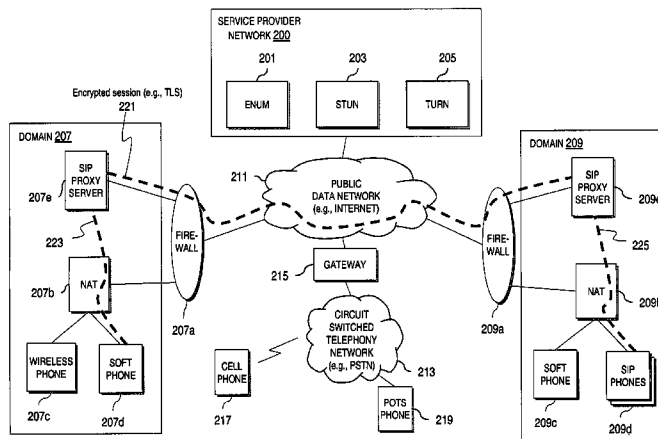 SERVICE PROVIDER
NETWORK 200
201
203
205
ENUM
STUN
TURN
Encrypted session (e.g., TLS)
221
DOMAIN 207
SIP
PROXY
SERVER
207e
223
NAT
207b
WIRELESS
PHONE
SOFT
PHONE
207c
207d
FIRE-
WALL
207a
211
PUBLIC
DATA NETWORK
(e.g., INTERNET)
GATEWAY
215
CIRCUIT
SWITCHED
TELEPHONY
NETWORK
(e.g., PSTN)
213
CELL
PHONE
217
POTS
PHONE
219
FIRE-
WALL
209a
DOMAIN 209
SIP
PROXY
SERVER
209e
225
NAT
209b
SOFT
PHONE
SIP
PHONES
209c
209d